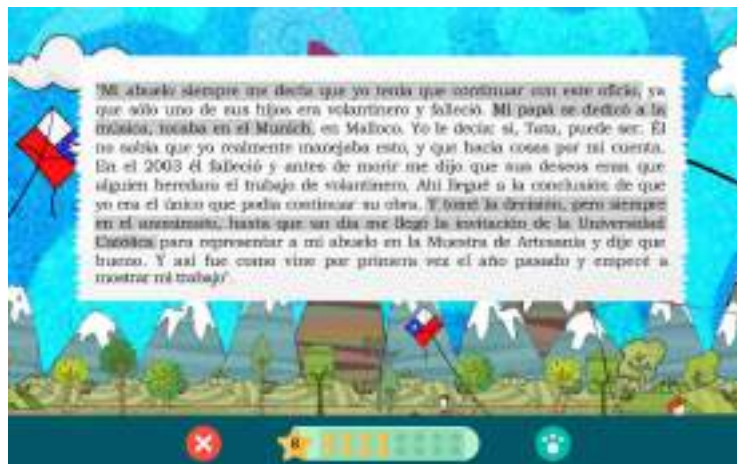 "Mi abuelo siempre me decía que yo tenía que continuar con este oficio, ya
que sólo uno de sus hijos era volantinero y falleció. Mi papá se dedicó a la
música, tocaba en el Munich, en Malloco. Yo le decía: sí, Tata, puede ser. Él
no sabía que yo realmente manejaba esto, y que hacía cosas por mi cuenta.
En el 2003 él falleció y antes de morir me dijo que sus deseos eran que
alguien heredara el trabajo de volantinero. Ahí llegué a la conclusión de que
yo era el único que podía continuar su obra. Y tomé la decisión, pero siempre
en el anonimato, hasta que un día me llegó la invitación de la Universidad
Católica para representar a mi abuelo en la Muestra de Artesanía y dije que
bueno. Y así fue como vine por primera vez el año pasado y empecé a
mostrar mi trabajo".
8